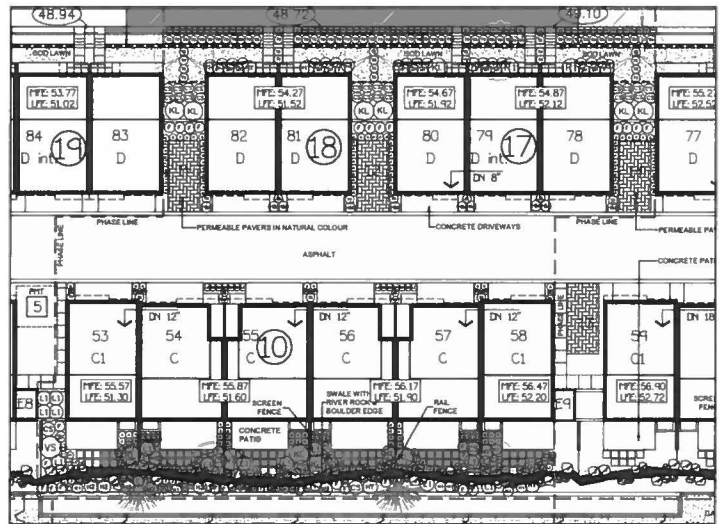 48.94
48.72
49.10
SOD LAWN
SOD LAWN
SOD LAWN
MFE: 53.77
LFE: 51.02
MFE: 54.27
LFE: 51.52
MFE: 54.67
LFE: 51.92
MFE: 54.87
LFE: 52.12
KL KL
KL KL
KL KL
84
D int.
19
83
D
82
D
81
D
18
80
D
79
D int.
17
78
D
77
D
DN 8"
PHASE LINE
PERMEABLE PAVERS IN NATURAL COLOUR
CONCRETE DRIVEWAYS
PHASE LINE
PHASE LINE
ASPHALT
PMT
5
PHASE LINE
53
C1
DN 12"
54
C
55
C
10
DN 12"
56
C
57
C
DN 12"
58
C1
59
C1
MFE: 55.57
LFE: 51.30
MFE: 55.87
LFE: 51.60
MFE: 56.17
LFE: 51.90
MFE: 56.47
LFE: 52.20
MFE: 56.90
LFE: 52.72
E8
E9
SCREEN
FENCE
SWALE WITH
RIVER ROCK &
BOULDER EDGE
RAIL
FENCE
CONCRETE
PATIO
VS